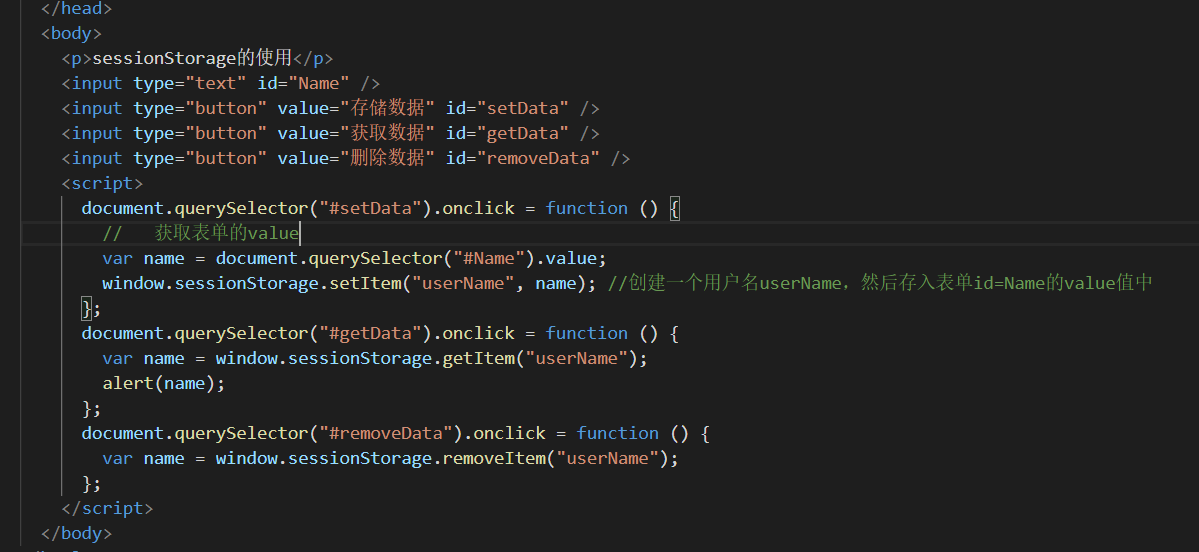 </head>
<body>
<p>sessionStorage的使用</p>
<input type="text" id="Name" />
<input type="button" value="存储数据" id="setData" />
<input type="button" value="获取数据" id="getData" />
<input type="button" value="删除数据" id="removeData" />
<script>
document.querySelector("#setData").onclick = function () {
// 获取表单的value
var name = document.querySelector("#Name").value;
window.sessionStorage.setItem("userName", name); //创建一个用户名userName，然后存入表单id=Name的value值中
};
document.querySelector("#getData").onclick = function () {
var name = window.sessionStorage.getItem("userName");
alert(name);
};
document.querySelector("#removeData").onclick = function () {
var name = window.sessionStorage.removeItem("userName");
};
</script>
</body>